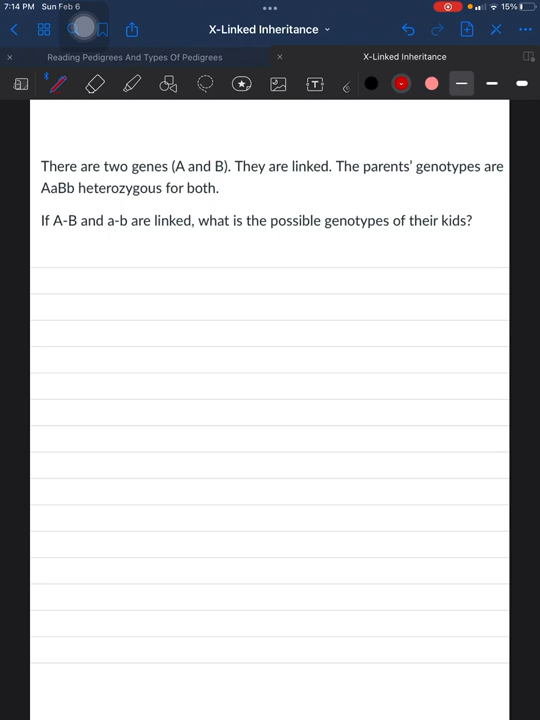 7:14 PM Sun Feb 6
15%
X-Linked Inheritance
Reading Pedigrees And Types Of Pedigrees
X-Linked Inheritance
T
There are two genes (A and B). They are linked. The parents' genotypes are
AaBb heterozygous for both.
If A-B and a-b are linked, what is the possible genotypes of their kids?